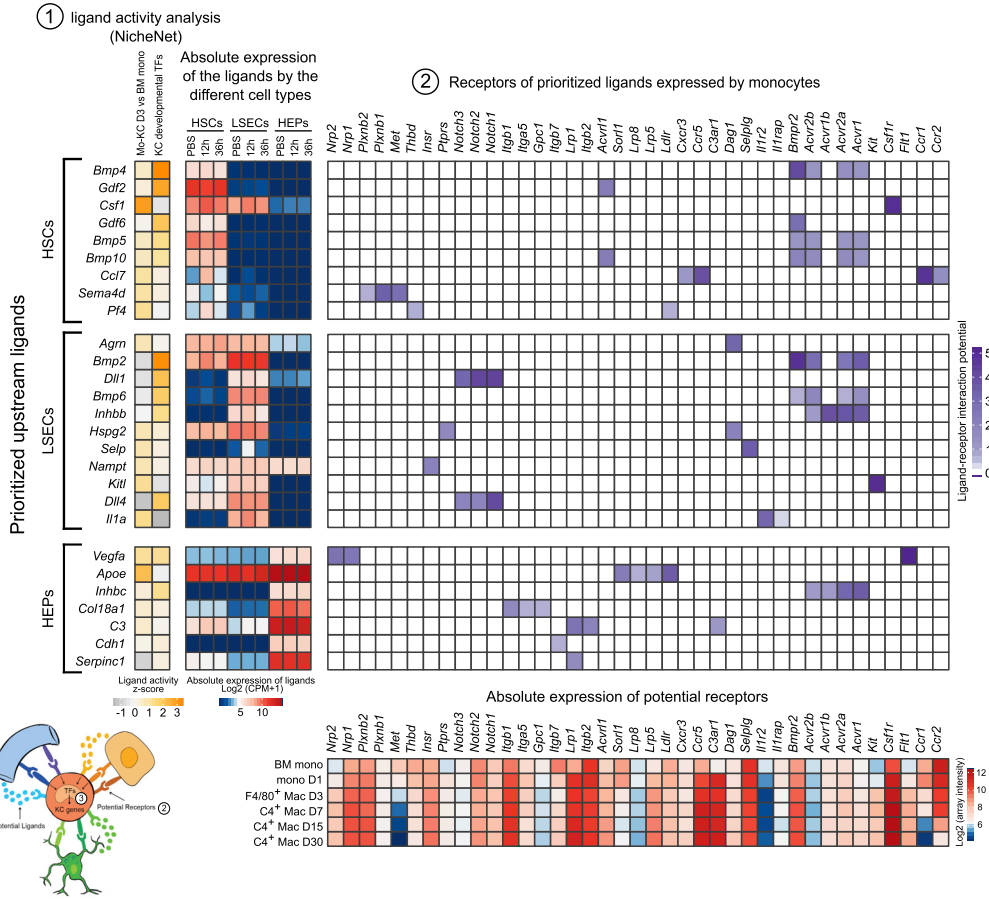 1 ligand activity analysis
(NicheNet)
Mo-KC D3 vs BM mono
KC developmental TFs
Absolute expression
of the ligands by the
different cell types
HSCs LSECs HEPs
PBS 12h 36h PBS 12h 36h PBS 12h 36h
2 Receptors of prioritized ligands expressed by monocytes
Nrp2 Nrp1 Plxnb2 Plxnb1 Met Thbd Insr Ptprs Notch3 Notch2 Notch1 Itgb1 Itga5 Gpc1 Itgb7 Lrp1 Itgb2 Acvrl1 Sorl1 Lrp8 Lrp5 Ldlr Cxcr3 Ccr5 C3ar1 Dag1 Selplg Il1r2 Il1rap Bmpr2 Acvr2b Acvr1b Acvr2a Acvr1 Kit Csf1r Flt1 Ccr1 Ccr2
Prioritized upstream ligands
HSCs
Bmp4
Gdf2
Csf1
Gdf6
Bmp5
Bmp10
Ccl7
Sema4d
Pf4
LSECs
Agrn
Bmp2
Dll1
Bmp6
Inhbb
Hspg2
Selp
Nampt
Kitl
Dll4
Il1a
HEPs
Vegfa
Apoe
Inhbc
Col18a1
C3
Cdh1
Serpinc1
Ligand-receptor interaction potential
5
4
3
2
1
0
Ligand activity
z-score
-1 0 1 2 3
Absolute expression of ligands
Log2 (CPM+1)
5 10
Absolute expression of potential receptors
Nrp2 Nrp1 Plxnb2 Plxnb1 Met Thbd Insr Ptprs Notch3 Notch2 Notch1 Itgb1 Itga5 Gpc1 Itgb7 Lrp1 Itgb2 Acvrl1 Sorl1 Lrp8 Lrp5 Ldlr Cxcr3 Ccr5 C3ar1 Dag1 Selplg Il1r2 Il1rap Bmpr2 Acvr2b Acvr1b Acvr2a Acvr1 Kit Csf1r Flt1 Ccr1 Ccr2
BM mono
mono D1
F4/80+ Mac D3
C4+ Mac D7
C4+ Mac D15
C4+ Mac D30
Log2 (array intensity)
12
10
8
6
TFs
3
KC genes
Potential Receptors 2
otential Ligands